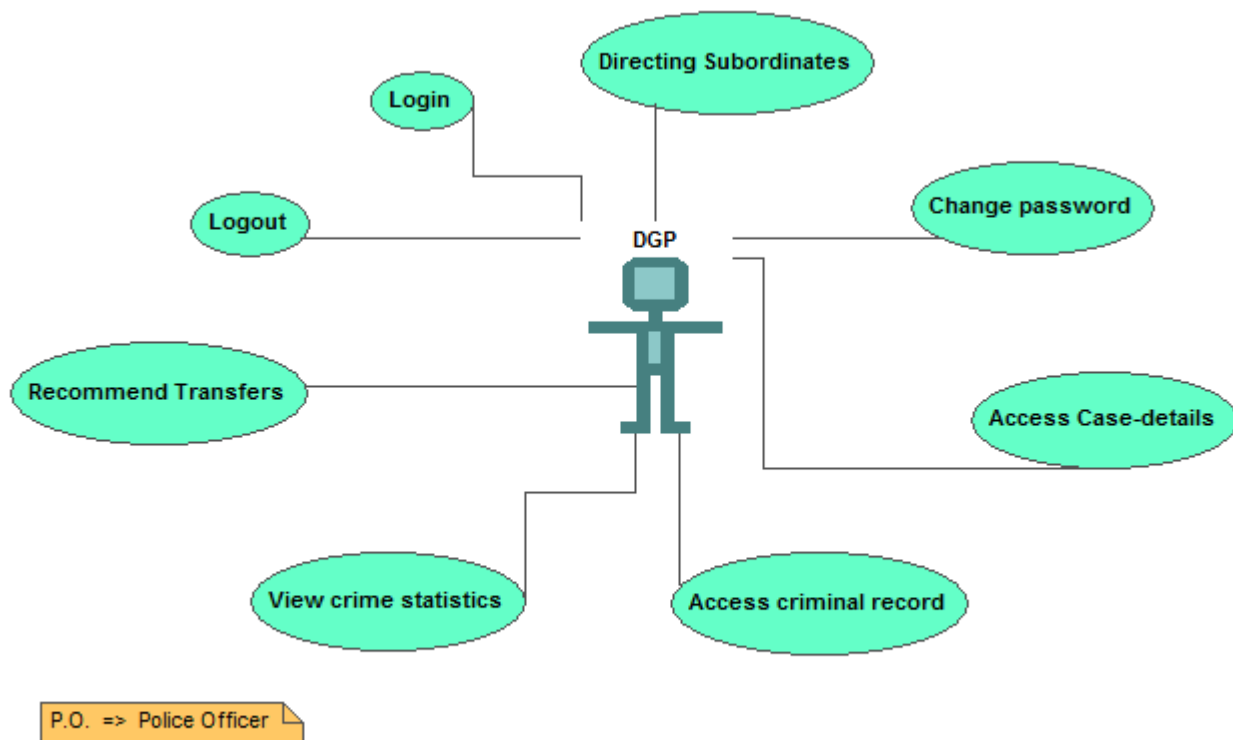 Directing Subordinates
Login
Change password
Logout
DGP
Recommend Transfers
Access Case-details
View crime statistics
Access criminal record
P.O. => Police Officer